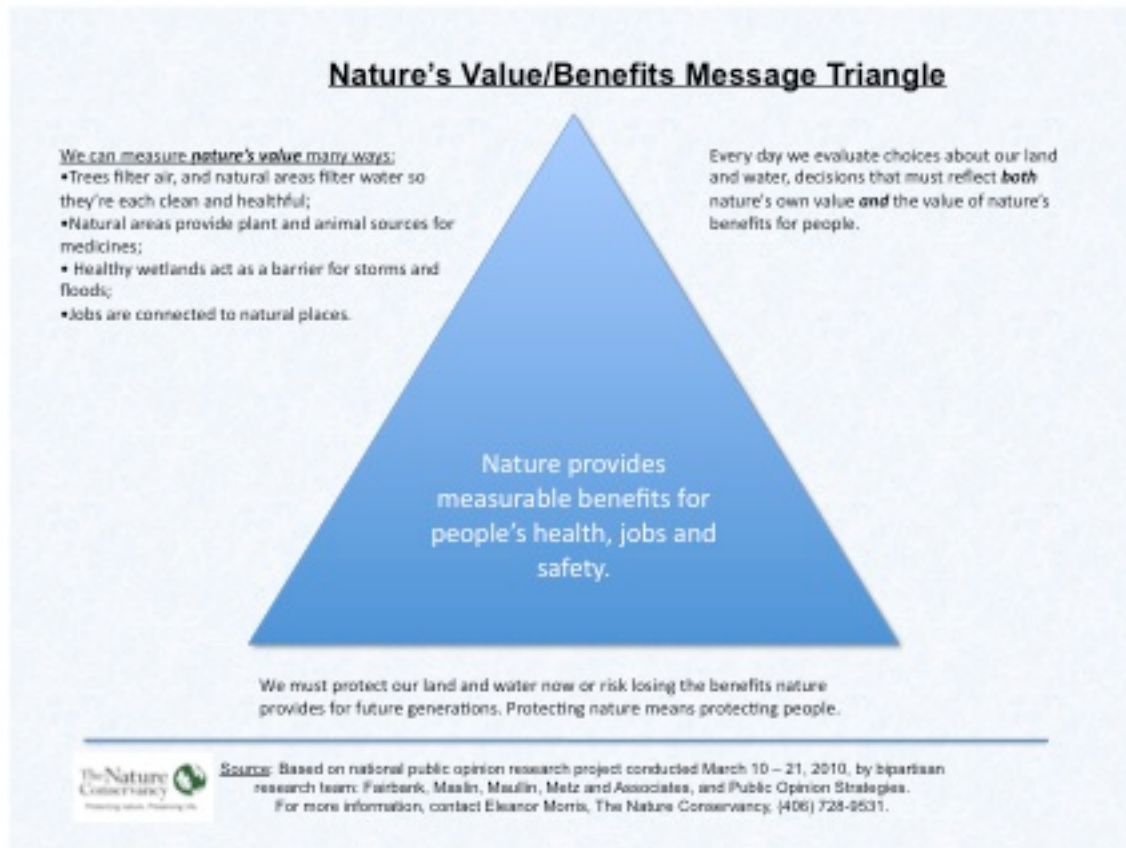 Nature's Value/Benefits Message Triangle
We can measure nature's value many ways:
•Trees filter air, and natural areas filter water so
they're each clean and healthful;
•Natural areas provide plant and animal sources for
medicines;
• Healthy wetlands act as a barrier for storms and
floods;
•Jobs are connected to natural places.
Every day we evaluate choices about our land
and water, decisions that must reflect both
nature's own value and the value of nature's
benefits for people.
Nature provides
measurable benefits for
people's health, jobs and
safety.
We must protect our land and water now or risk losing the benefits nature
provides for future generations. Protecting nature means protecting people.
The Nature
Conservancy
Protecting nature. Preserving life.
Source: Based on national public opinion research project conducted March 10 – 21, 2010, by bipartisan
research team: Fairbank, Maslin, Maullin, Metz and Associates, and Public Opinion Strategies.
For more information, contact Eleanor Morris, The Nature Conservancy, (406) 728-9531.